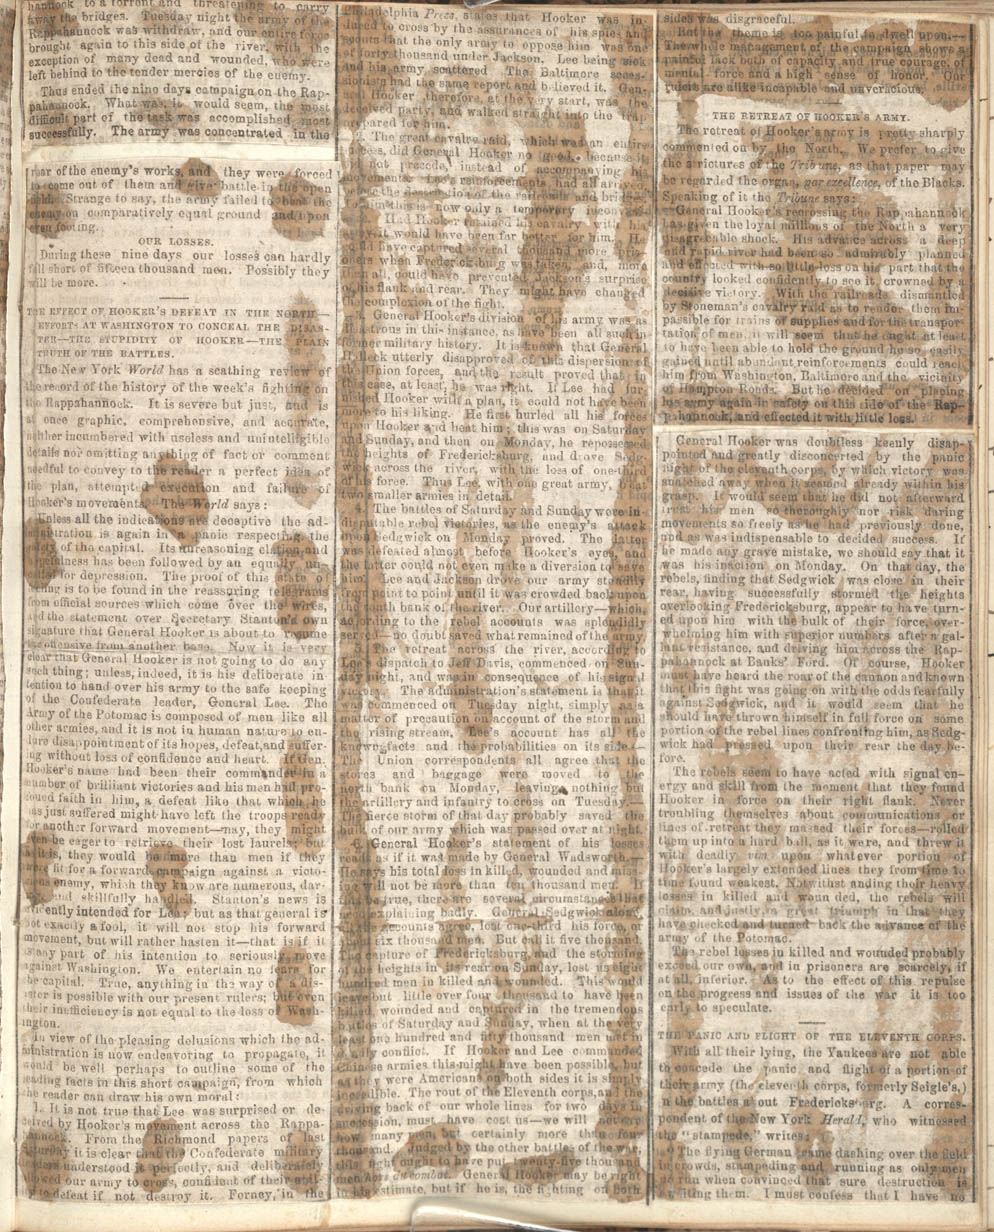 hannock to a torrent and threatening to carry
away the bridges. Tuesday night the army of the
Rappahannock was withdraw, and our entire force
brought again to this side of the river, with the
exception of many dead and wounded, who were
left behind to the tender mercies of the enemy.
Thus ended the nine days campaign on the Rap-
pahannock. What was, it would seem, the most
difficult part of the task was accomplished most
successfully. The army was concentrated in the
rear of the enemy's works, and they were forced
to come out of them and give battle in the open
Strange to say, the army failed to beat the
enemy on comparatively equal ground and upon
footing.
OUR LOSSES.
During these nine days our losses can hardly
fall short of fifteen thousand men. Possibly they
will be more.
THE EFFECT OF HOOKER'S DEFEAT IN THE NORTH—
EFFORTS AT WASHINGTON TO CONCEAL THE DISAS-
TER—THE STUPIDITY OF HOOKER—THE PLAIN
TRUTH OF THE BATTLES.
The New York World has a scathing review of
the record of the history of the week's fighting on
the Rappahannock. It is severe but just, and is
at once graphic, comprehensive, and accurate,
neither incumbered with useless and unintelligible
details nor omitting anything of fact or comment
needful to convey to the reader a perfect idea of
the plan, attempted execution and failure of
Hooker's movements. The World says:
Unless all the indications are deceptive the ad-
ministration is again in panic respecting the
safety of the capital. Its unreasoning elation and
has been followed by an equally un-
for depression. The proof of this state of
feeling is to be found in the reassuring telegrams
from official sources which come over the wires,
and the statement over Secretary Stanton's own
signature that General Hooker is about to resume
offensive from another base. Now it is very
clear that General Hooker is not going to do any
such thing; unless, indeed, it is his deliberate in
tention to hand over his army to the safe keeping
of the Confederate leader, General Lee. The
Army of the Potomac is composed of men like all
other armies, and it is not in human nature to en-
dure disappointment of its hopes, defeat, and suffer-
ing without loss of confidence and heart. If Gen.
Hooker's name had been their command in a
number of brilliant victories and his men had pro-
found faith in him, a defeat like that which he
has just suffered might have left the troops ready
for another forward movement—nay, they might
even be eager to retrieve their lost laurels; but
as it is, they would be more than men if they
were fit for a forward campaign against a victo-
rious enemy, which they know are numerous, dar-
and skillfully handled. Stanton's news is
evidently intended for Lee; but as that general is
not exactly a fool, it will not stop his forward
movement, but will rather hasten it—that is if it
is any part of his intention to seriously move
against Washington. We entertain no fears for
the capital. True, anything in the way of a dis-
aster is possible with our present rulers; but even
their inefficiency is not equal to the loss of Wash-
ington.
In view of the pleasing delusions which the ad-
ministration is now endeavoring to propagate, it
would be well perhaps to outline some of the
leading facts in this short campaign, from which
the reader can draw his own moral:
1. It is not true that Lee was surprised or de-
ceived by Hooker's movement across the Rappa-
hannock. From the Richmond papers of last
it is clear that the Confederate military
understood it perfectly, and deliberately
allowed our army to cross, confident of their
to defeat if not destroy it. Forney, in the
Philadelphia Press, states that Hooker was in-
duced to cross by the assurances of his spies and
that the only army to oppose him was one
of forty thousand under Jackson. Lee being sick
and his army, scattered The Baltimore seces-
sionists had the same report and believed it. Gen-
eral Hooker, therefore, at the very start, was the
deceived party, and walked straight into the trap
prepared for him.
2. The great cavalry raid, which was an entire
success, did General Hooker no good, because it
not precede, instead of accompanying his
reinforcements had all arrived
the destruction of the railroads and bridges
this is now only a temporary inconve-
Had Hooker retained his cavalry with his
it would have been far better for him. He
could have captured several thousand more pris-
oners when Fredericksburg was taken, and, more
than all, could have prevented Jackson's surprise
his flank and rear. They might have changed
the complexion of the fight.
3. General Hooker's division of his army was as
disastrous in this instance, as have been all such in
former military history. It is known that General
Halleck utterly disapproved of this dispersion of
the Union forces, and the result proved that in
this case, at least, he was right. If Lee had fur-
nished Hooker with a plan, it could not have been
more to his liking. He first hurled all his forces
upon Hooker and beat him; this was on Saturday
and Sunday, and then on Monday, he repossessed
the heights of Fredericksburg, and drove Sedg-
wick across the river, with the loss of one-third
of his force. Thus Lee, with one great army, beat
two smaller armies in detail.
4. The battles of Saturday and Sunday were in-
disputable rebel victories, as the enemy's attack
upon Sedgwick on Monday proved. The latter
was defeated almost before Hooker's eyes, and
the latter could not even make a diversion to save
him. Lee and Jackson drove our army steadily
from point to point until it was crowded back upon
the south bank of the river. Our artillery—which,
according to the rebel accounts was splendidly
served—no doubt saved what remained of the army.
5. The retreat across the river, according to
Lee's dispatch to Jeff Davis, commenced on Sun-
day night, and was in consequence of his signal
The administration's statement is that it
commenced on Tuesday night, simply as a
matter of precaution on account of the storm and
rising stream. Lee's account has all the
known facts and the probabilities on its side.—
The Union correspondents all agree that the
stores and baggage were moved to the
north bank on Monday, leaving nothing but
the artillery and infantry to cross on Tuesday.—
The fierce storm of that day probably saved the
of our army which was passed over at night.
6. General Hooker's statement of his losses
reads as if it was made by General Wadsworth.—
He says his total loss in killed, wounded and miss-
ing will not be more than ten thousand men. If
be true, there are several circumstances that
need explaining badly. General Sedgwick alone,
accounts agree, lost one-third his force, or
six thousand men. But call it five thousand.
The capture of Fredericksburg, and the storming
of the heights in its rear on Sunday, lost us eight
hundred men in killed and wounded. This would
leave but little over four thousand to have been
killed wounded and captured in the tremendous
battles of Saturday and Sunday, when at the very
least one hundred and fifty thousand men met in
deadly conflict. If Hooker and Lee commanded
Chinese armies this might have been possible, but
as they were Americans on both sides it is simply
incredible. The rout of the Eleventh corps, and the
driving back of our whole lines for two days in
succession, must have cost us—we will not say
how many men, but certainly more than four
thousand. Judged by the other battles of the war,
this fight ought to have put twenty-five thousand
men hors du combat. General Hooker may be right
in his estimate, but if he is, the fighting on both
sides was disgraceful.
But the theme is too painful to dwell upon.—
The whole management of the campaign shows a
painful lack both of capacity and true courage, of
mental force and a high sense of honor. Our
rulers are alike incapable and unveracious.
THE RETREAT OF HOOKER'S ARMY.
The retreat of Hooker's army is pretty sharply
commented on by the North. We prefer to give
the strictures of the Tribune, as that paper may
be regarded the organ, par excellence, of the Blacks.
Speaking of it the Tribune says:
General Hooker's recrossing the Rappahannock
has given the loyal millions of the North a very
disagreeable shock. His advance across a deep
and rapid river had been so admirably planned
and effected with so little loss on his part that the
country looked confidently to see it crowned by a
decisive victory. With the railroads dismantled
by Stoneman's cavalry raid as to render them im-
passable for trains of supplies and for the transpor-
tation of men, it will seem that he ought at least
to have been able to hold the ground he so easily
gained until abundant reinforcements could reach
him from Washington, Baltimore and the vicinity
of Hampton Roads. But he decided on placing
his army again in safety on this side of the Rap-
pahannock, and effected it with little loss.
General Hooker was doubtless keenly disap-
pointed and greatly disconcerted by the panic
flight of the eleventh corps, by which victory was
snatched away when it seemed already within his
grasp. It would seem that he did not afterward
trust his men so thoroughly nor risk daring
movements so freely as he had previously done,
nor as was indispensable to decided success. If
he made any grave mistake, we should say that it
was his inaction on Monday. On that day, the
rebels, finding that Sedgwick was close in their
rear, having successfully stormed the heights
overlooking Fredericksburg, appear to have turn-
ed upon him with the bulk of their force, over-
whelming him with superior numbers after a gal-
lant resistance, and driving him across the Rap-
pahannock at Banks' Ford. Of course, Hooker
must have heard the roar of the cannon and known
that this fight was going on with the odds fearfully
against Sedgwick, and it would seem that he
should have thrown himself in full force on some
portion of the rebel lines confronting him, as Sedg-
wick had pressed upon their rear the day be-
fore.
The rebels seem to have acted with signal en-
ergy and skill from the moment that they found
Hooker in force on their right flank. Never
troubling themselves about communications or
lines of retreat they massed their forces—rolled
them up into a hard ball, as it were, and threw it
with deadly vim upon whatever portion of
Hooker's largely extended lines they from time to
time found weakest. Notwithstanding their heavy
losses in killed and wounded, the rebels will
claim, and justly, a great triumph in that they
have checked and turned back the advance of the
army of the Potomac.
The rebel losses in killed and wounded probably
exceed our own, and in prisoners are scarcely, if
at all, inferior. As to the effect of this repulse
on the progress and issues of the war it is too
early to speculate.
THE PANIC AND FLIGHT OF THE ELEVENTH CORPS.
With all their lying, the Yankees are not able
to concede the panic and flight of a portion of
their army (the eleventh corps, formerly Seigle's,)
in the battles about Fredericksburg. A corres-
pondent of the New York Herald, who witnessed
the "stampede," writes:
The flying Germans came dashing over the field
in crowds, stampeding and running as only men
do run when convinced that sure destruction is
awaiting them. I must confess that I have no